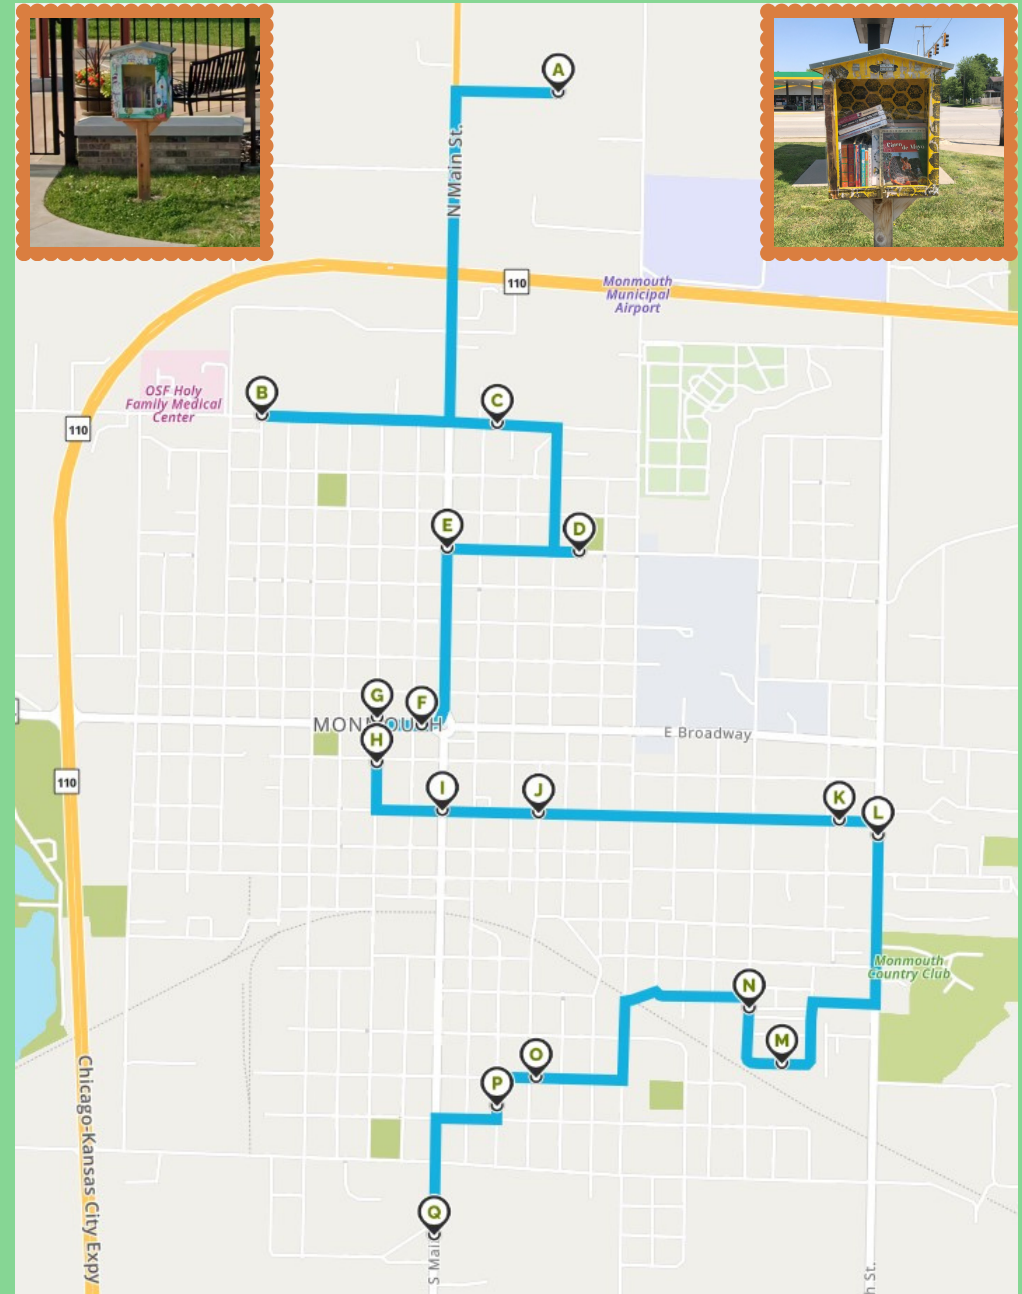 A
N Main St.
110
Monmouth
Municipal
Airport
OSF Holy
Family Medical
Center
B
C
110
E
D
G
F
MONMOUTH
H
E Broadway
110
I
J
K
L
Monmouth
Country Club
N
M
O
P
Chicago-Kansas City Expy
Q
S Mai
h St.